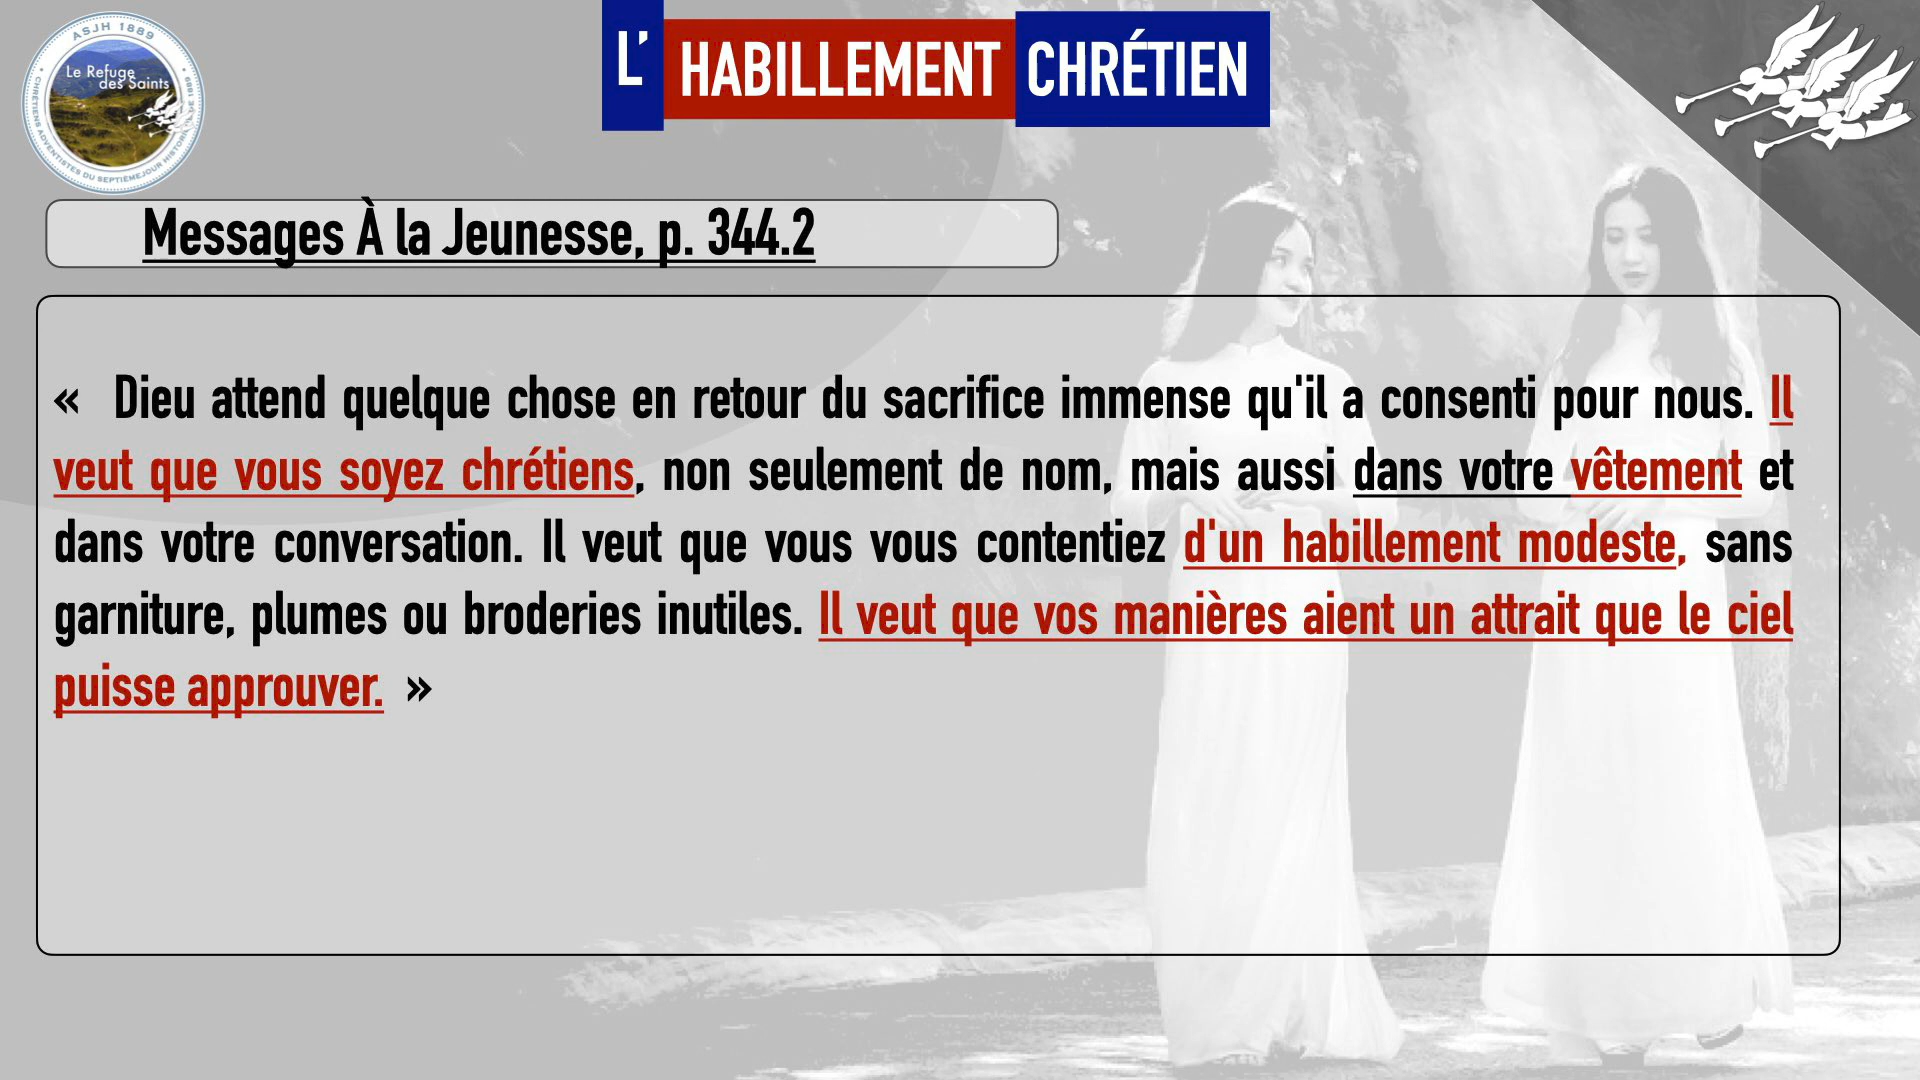 ASJH 1889
Le Refuge
des Saints
L'HABILLEMENT CHRÉTIEN
Messages À la Jeunesse, p. 344.2
« Dieu attend quelque chose en retour du sacrifice immense qu'il a consenti pour nous. Il
veut que vous soyez chrétiens, non seulement de nom, mais aussi dans votre vêtement et
dans votre conversation. Il veut que vous vous contentiez d'un habillement modeste, sans
garniture, plumes ou broderies inutiles. Il veut que vos manières aient un attrait que le ciel
puisse approuver. »